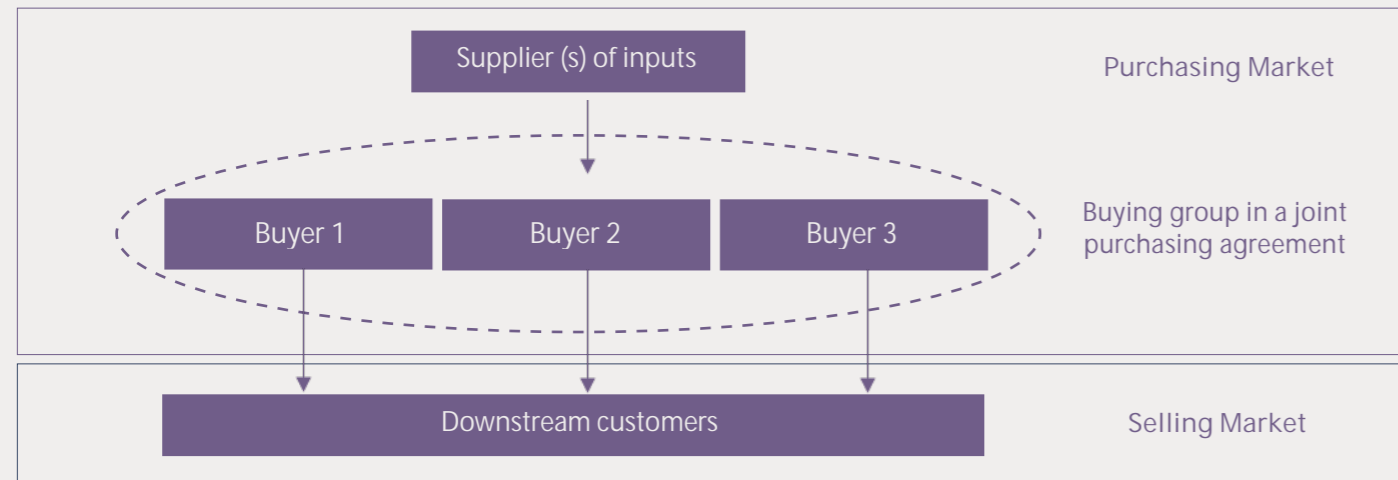 Supplier (s) of inputs
Purchasing Market
Buyer 1
Buyer 2
Buyer 3
Buying group in a joint
purchasing agreement
Downstream customers
Selling Market